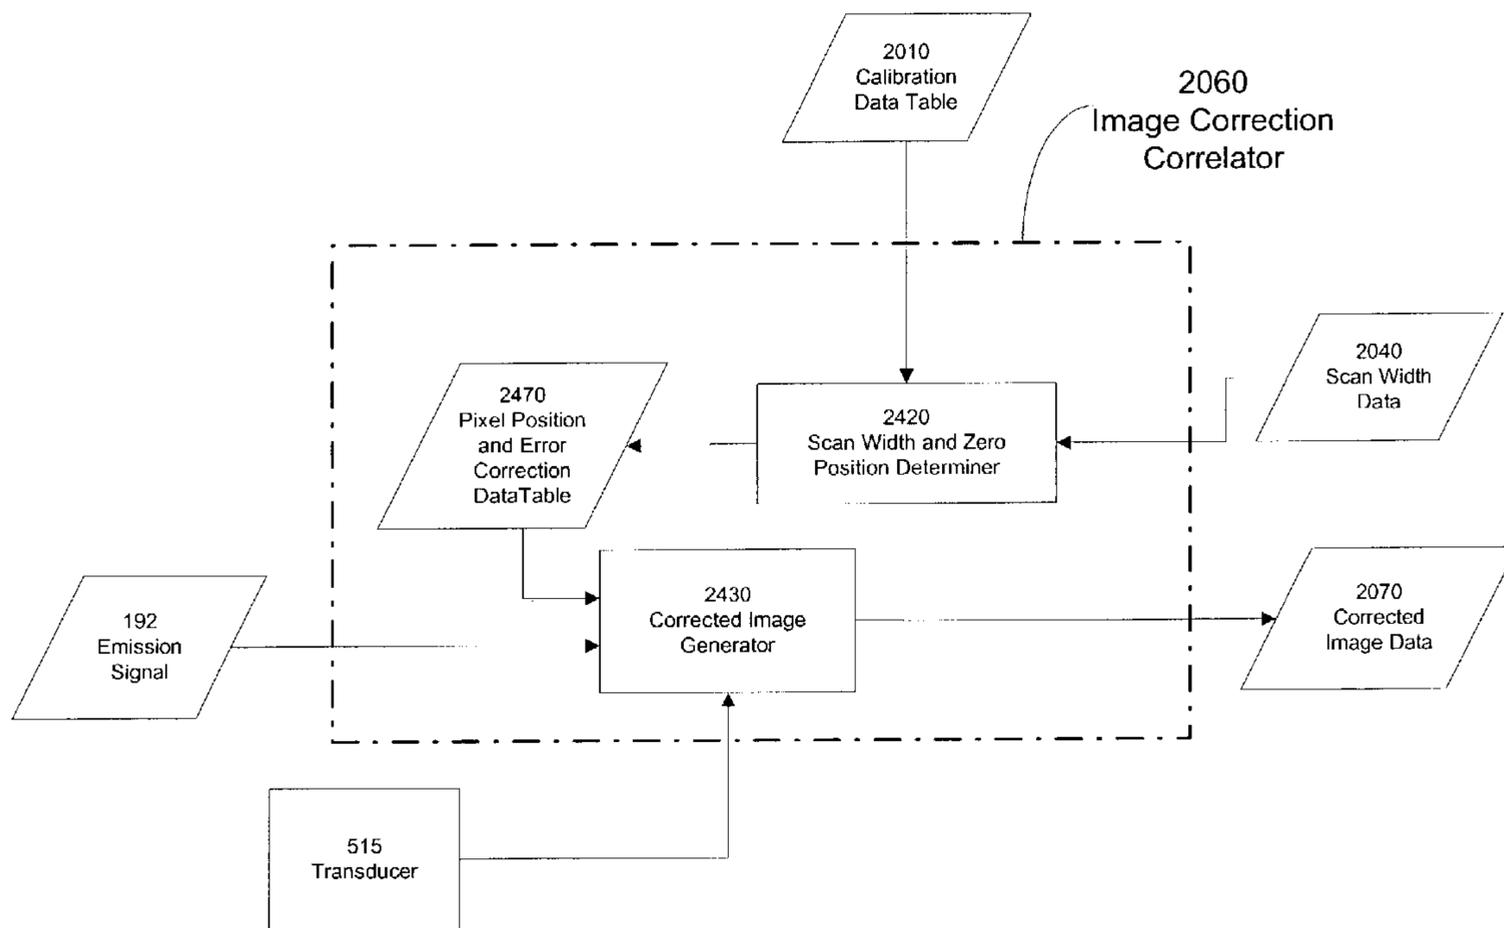 2010
Calibration
Data Table
2060
Image Correction
Correlator
2040
Scan Width
Data
2470
Pixel Position
and Error
Correction
DataTable
2420
Scan Width and Zero
Position Determiner
192
Emission
Signal
2430
Corrected Image
Generator
2070
Corrected
Image Data
515
Transducer